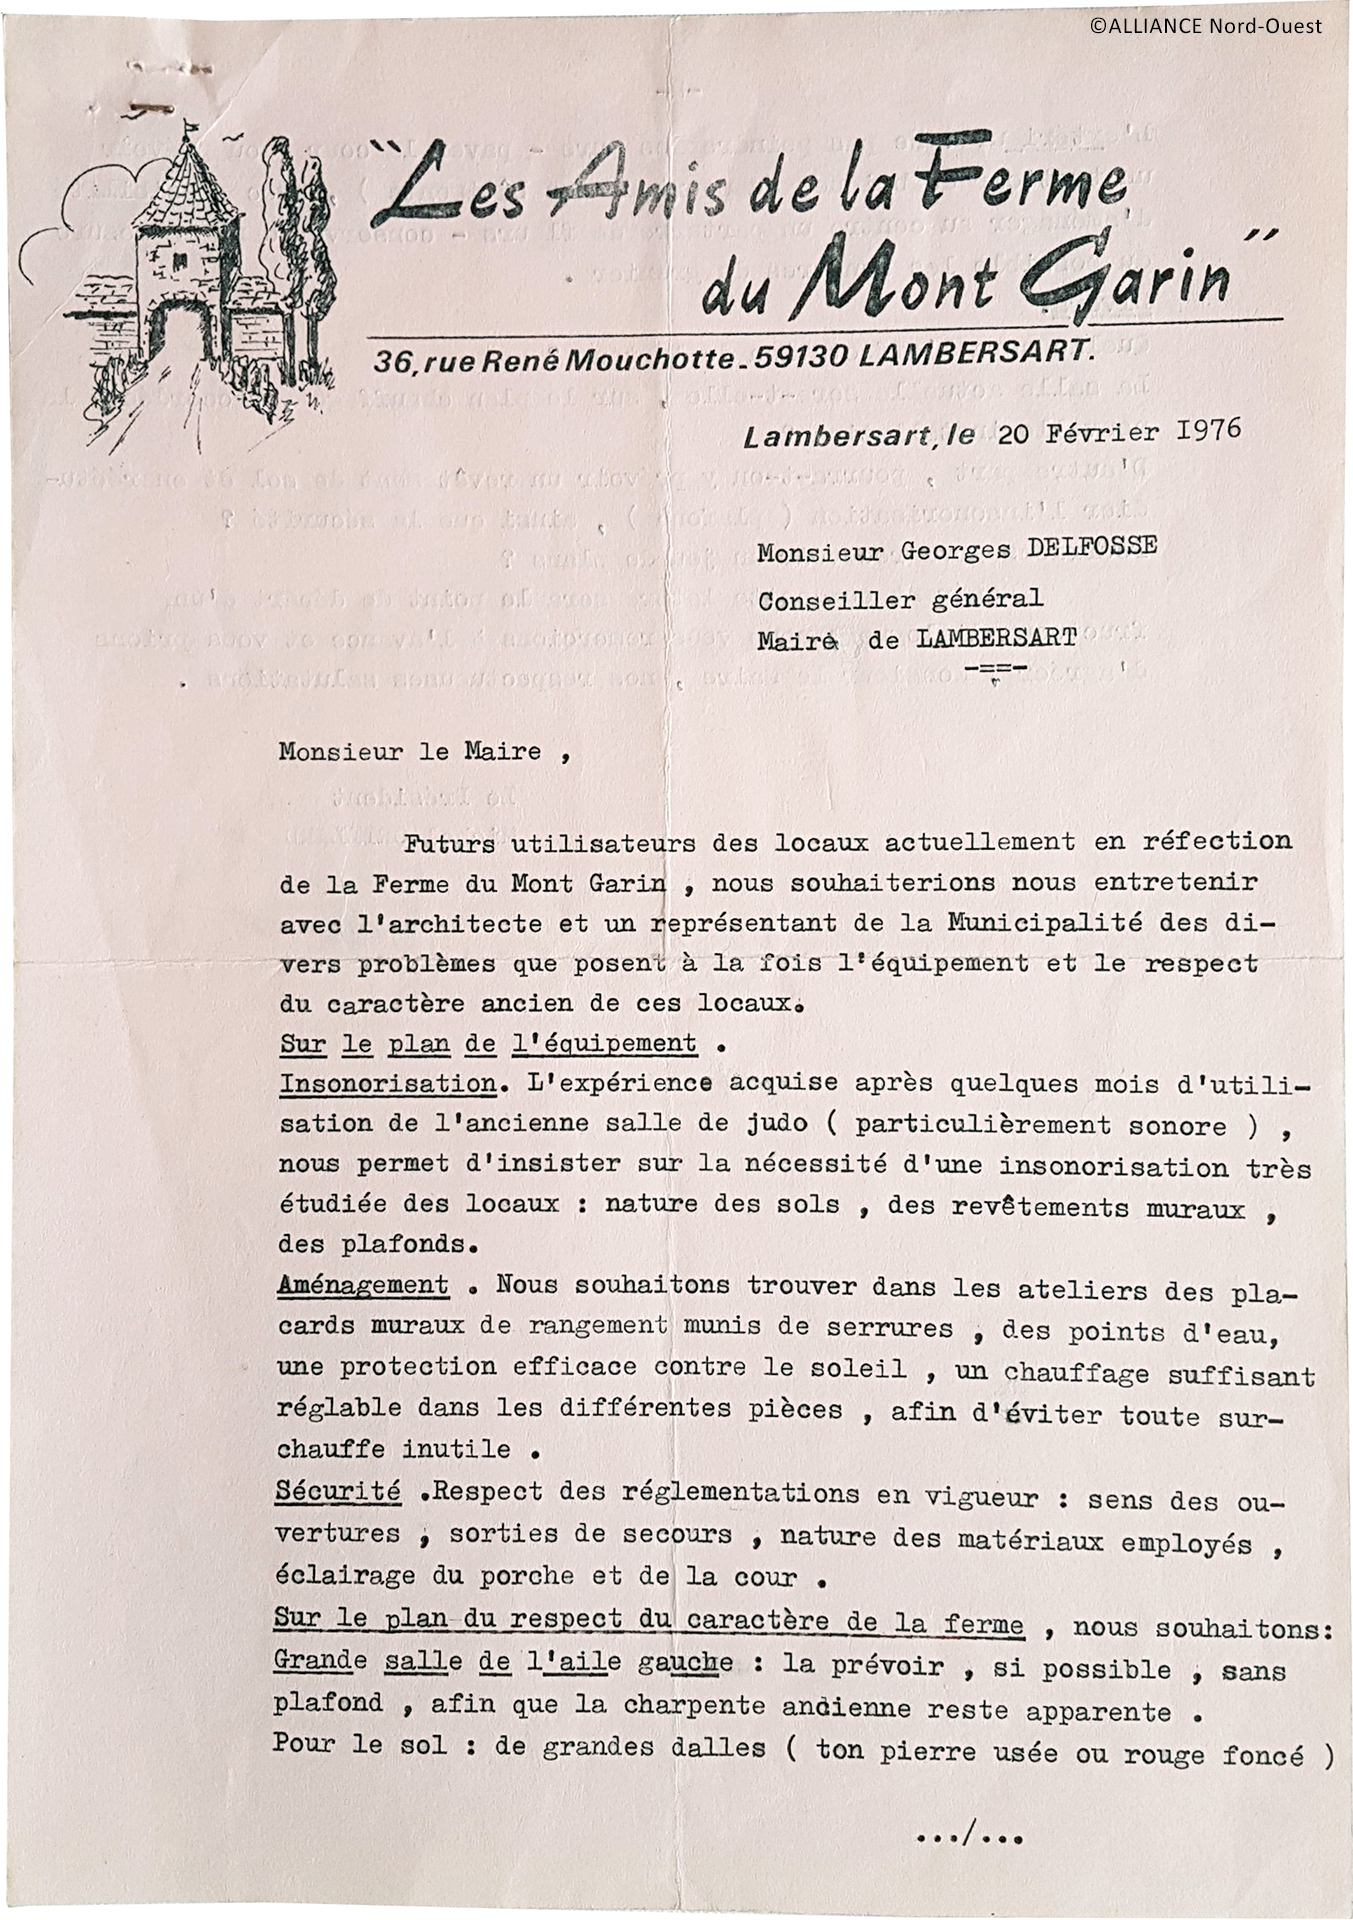 ©ALLIANCE Nord-Ouest
"Les Amis de la Ferme
du Mont Garin"
36, rue René Mouchotte. 59130 LAMBERSART.
Lambersart, le 20 Février 1976
Monsieur Georges DELFOSSE
Conseiller général
Maire de LAMBERSART
-==-
Monsieur le Maire ,
Futurs utilisateurs des locaux actuellement en réfection
de la Ferme du Mont Garin , nous souhaiterions nous entretenir
avec l'architecte et un représentant de la Municipalité des di-
vers problèmes que posent à la fois l'équipement et le respect
du caractère ancien de ces locaux.
Sur le plan de l'équipement .
Insonorisation. L'expérience acquise après quelques mois d'utili-
sation de l'ancienne salle de judo ( particulièrement sonore ) ,
nous permet d'insister sur la nécessité d'une insonorisation très
étudiée des locaux : nature des sols , des revêtements muraux ,
des plafonds.
Aménagement . Nous souhaitons trouver dans les ateliers des pla-
cards muraux de rangement munis de serrures , des points d'eau,
une protection efficace contre le soleil , un chauffage suffisant
réglable dans les différentes pièces , afin d'éviter toute sur-
chauffe inutile .
Sécurité .Respect des réglementations en vigueur : sens des ou-
vertures , sorties de secours , nature des matériaux employés ,
éclairage du porche et de la cour .
Sur le plan du respect du caractère de la ferme , nous souhaitons:
Grande salle de l'aile gauche : la prévoir , si possible , sans
plafond , afin que la charpente ancienne reste apparente .
Pour le sol : de grandes dalles ( ton pierre usée ou rouge foncé )
.../...